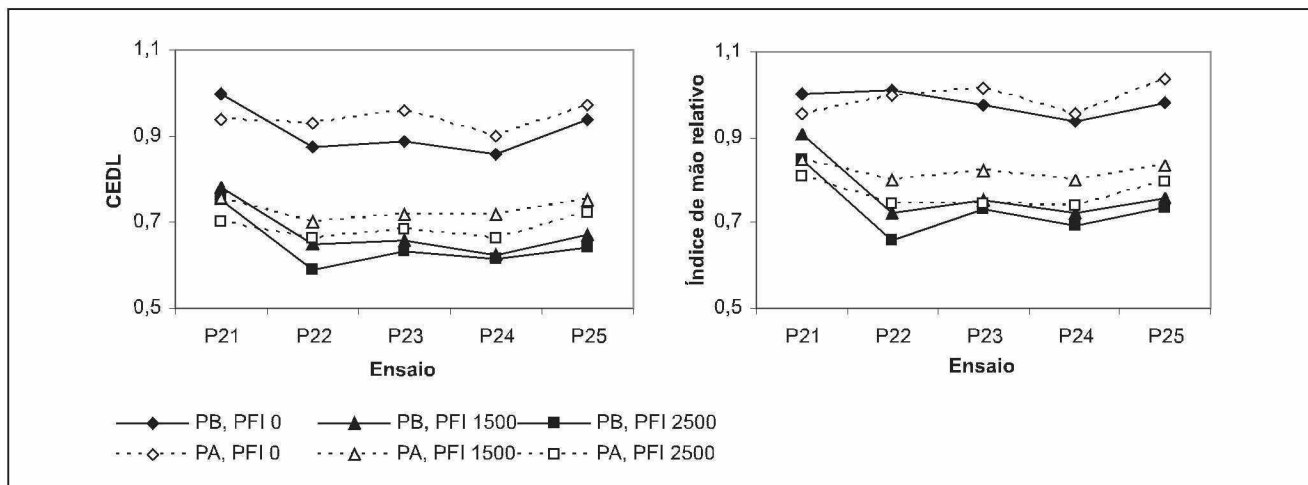 1,1
0,9
0,7
0,5
CEDL
P21 P22 P23 P24 P25
Ensaio
1,1
0,9
0,7
0,5
Índice de mão relativo
P21 P22 P23 P24 P25
Ensaio
PB, PFI 0 PB, PFI 1500 PB, PFI 2500
PA, PFI 0 PA, PFI 1500 PA, PFI 2500